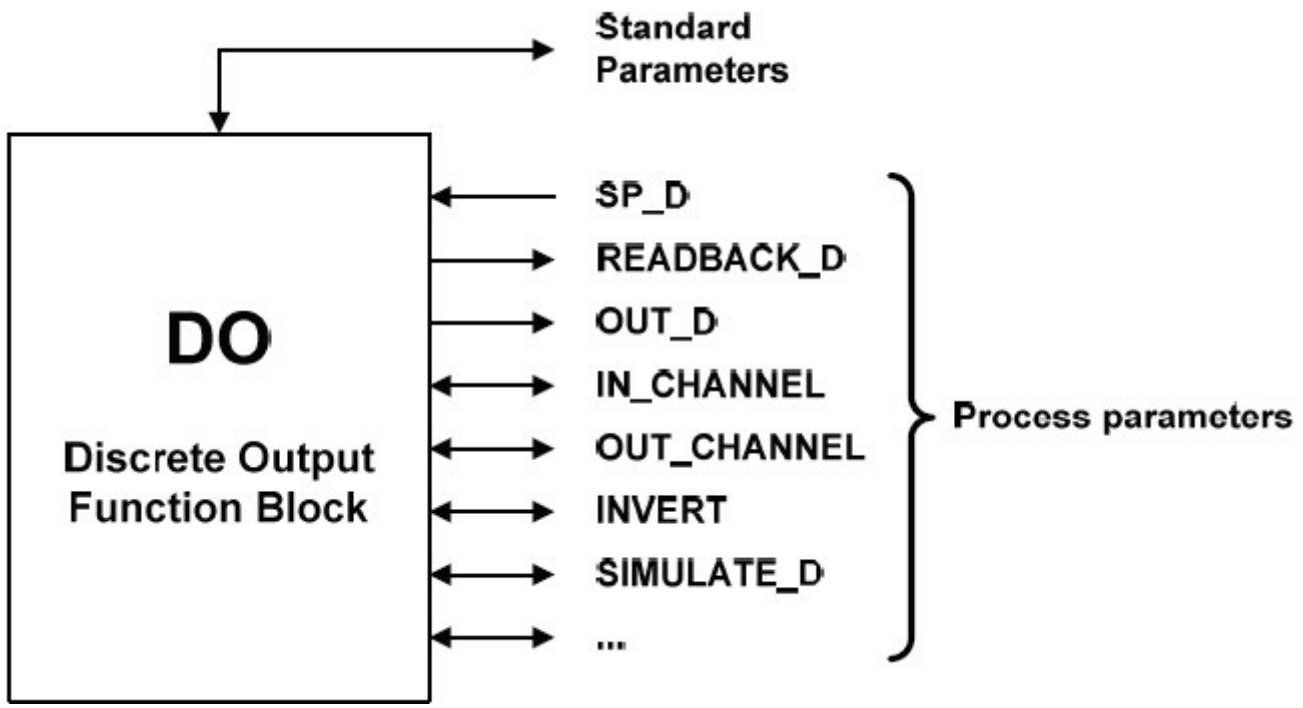 Standard
Parameters
DO
Discrete Output
Function Block
SP_D
READBACK_D
OUT_D
IN_CHANNEL
OUT_CHANNEL
INVERT
SIMULATE_D
...
Process parameters